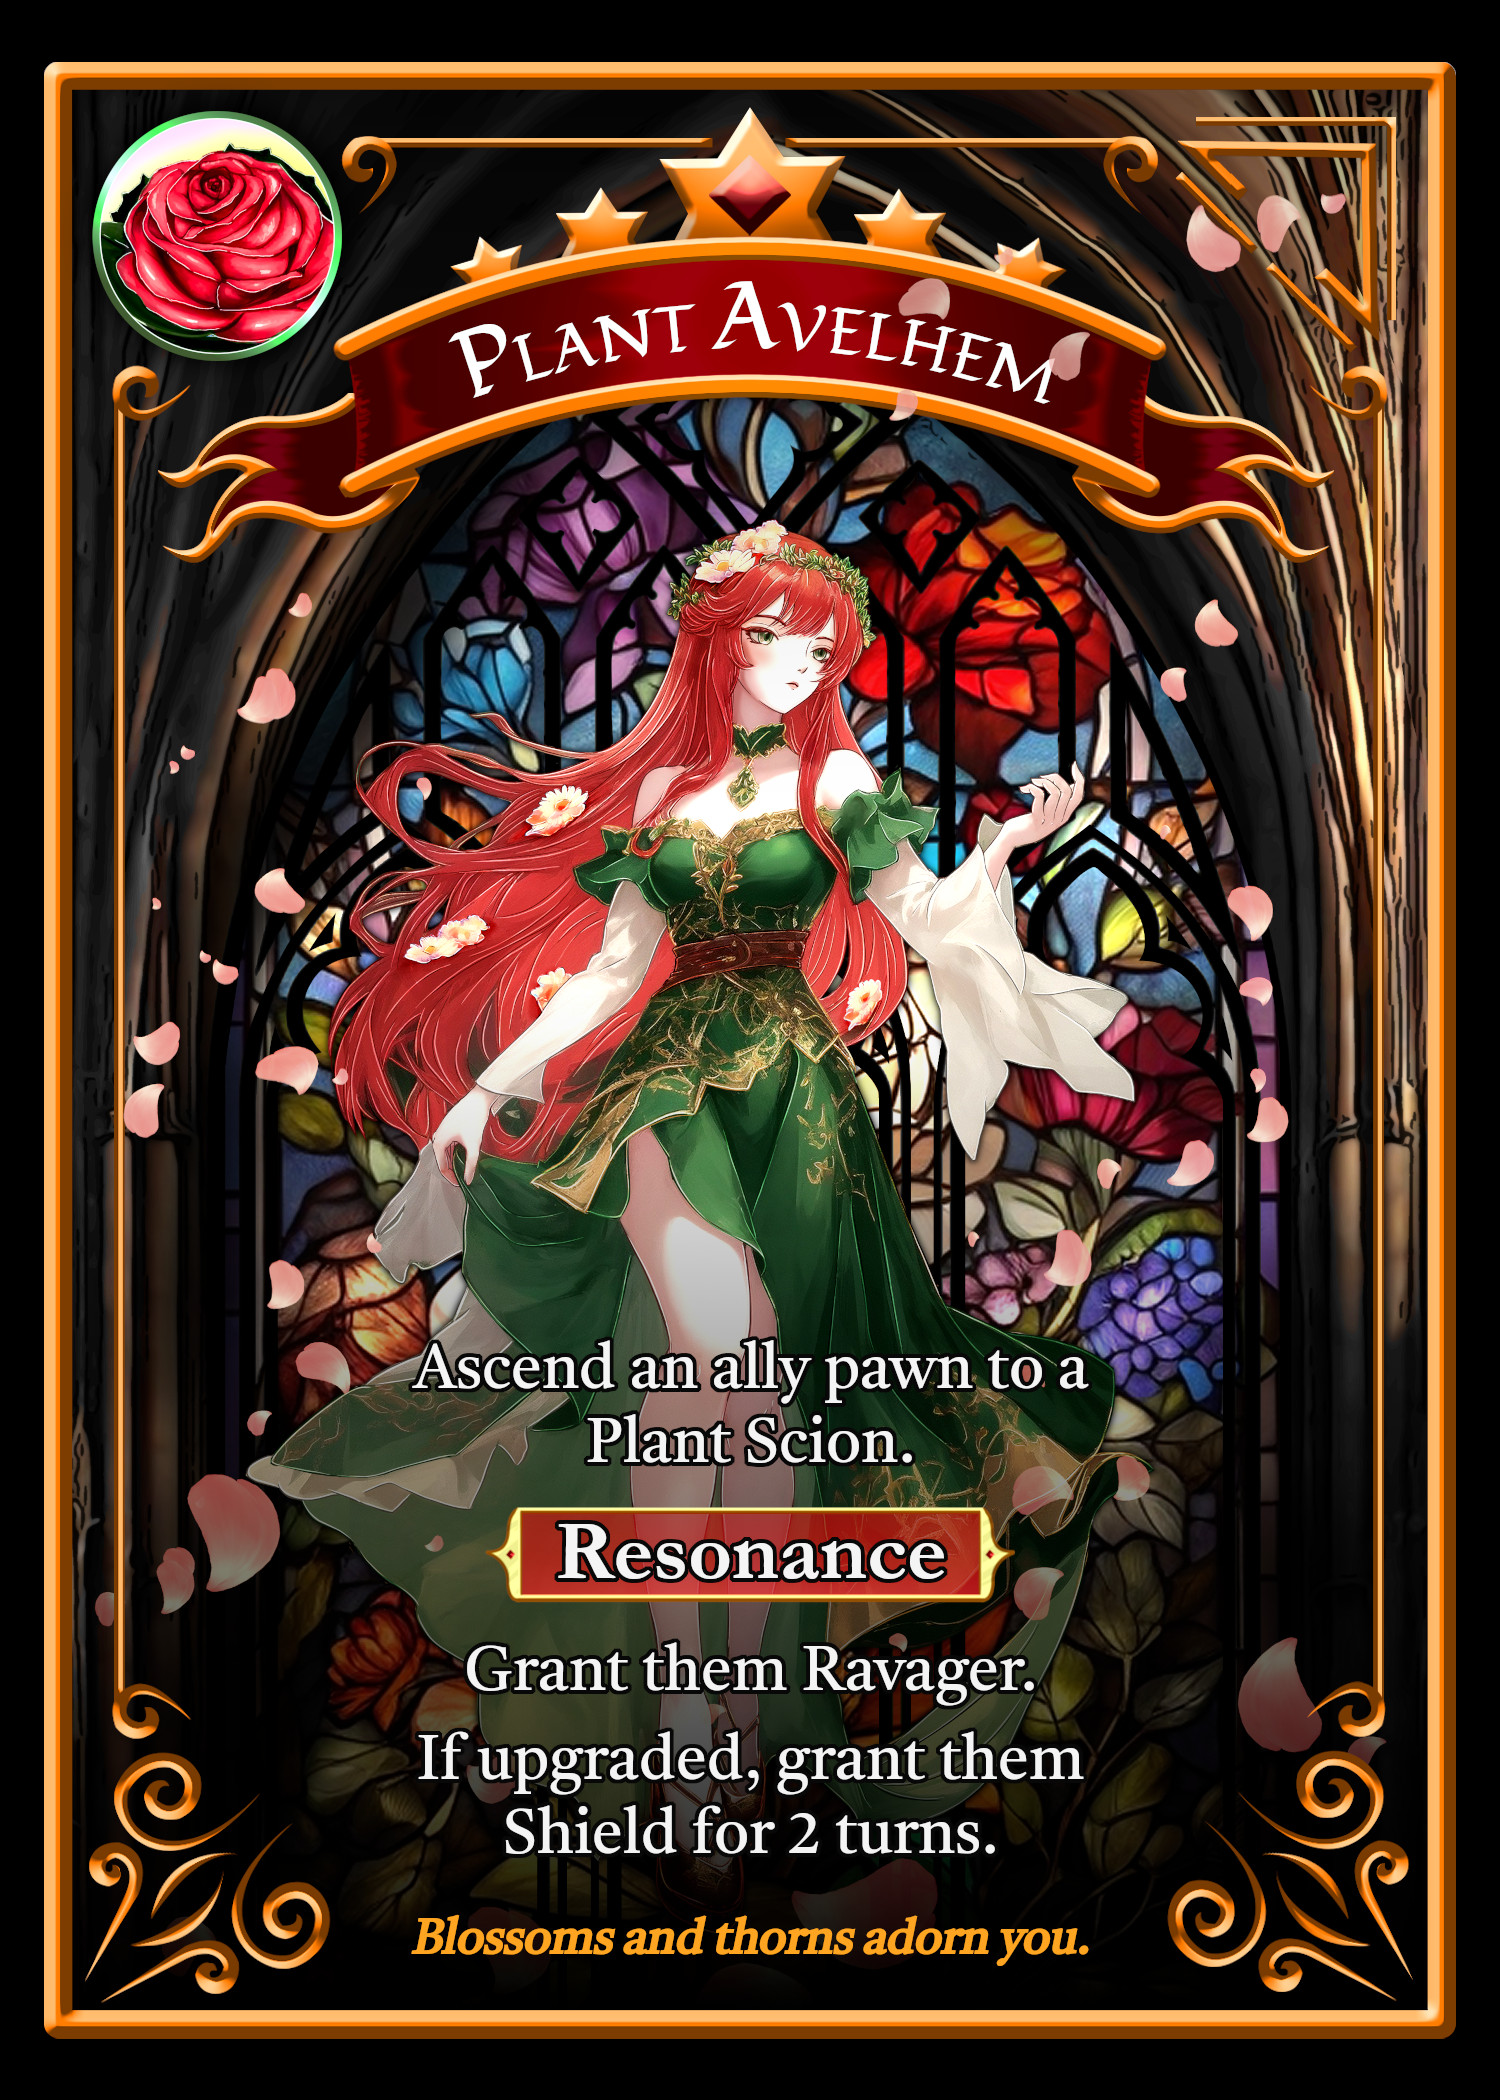 Plant Avelhem
Ascend an ally pawn to a
Plant Scion.
Resonance
Grant them Ravager.
If upgraded, grant them
Shield for 2 turns.
Blossoms and thorns adorn you.